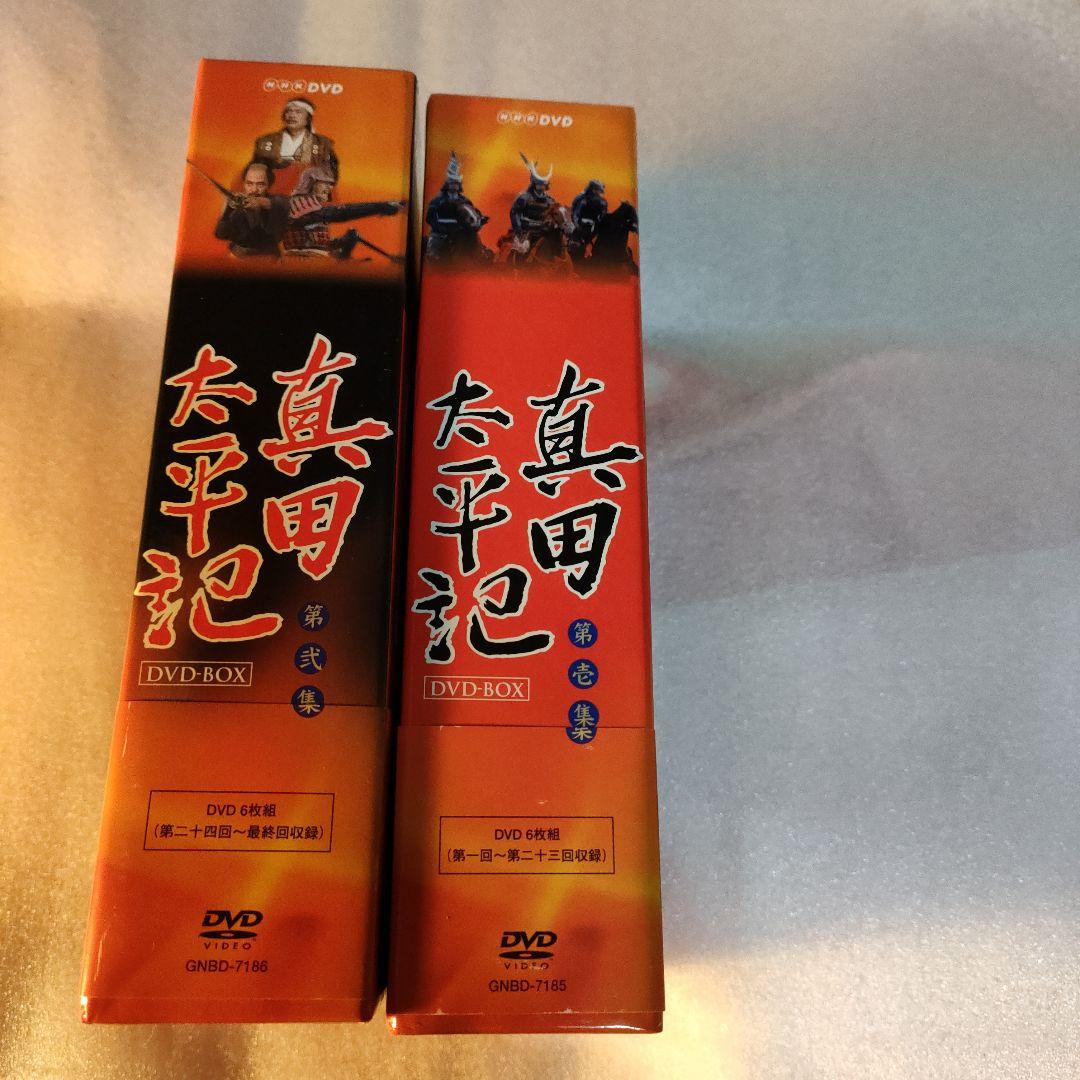 NHK DVD
真田
太平記
第弐集
DVD-BOX
DVD 6枚組
(第二十四回〜最終回収録)
DVD
VIDEO
GNBD-7186
NHK DVD
真田
太平記
第壱集
DVD-BOX
DVD 6枚組
(第一回〜第二十三回収録)
DVD
VIDEO
GNBD-7185